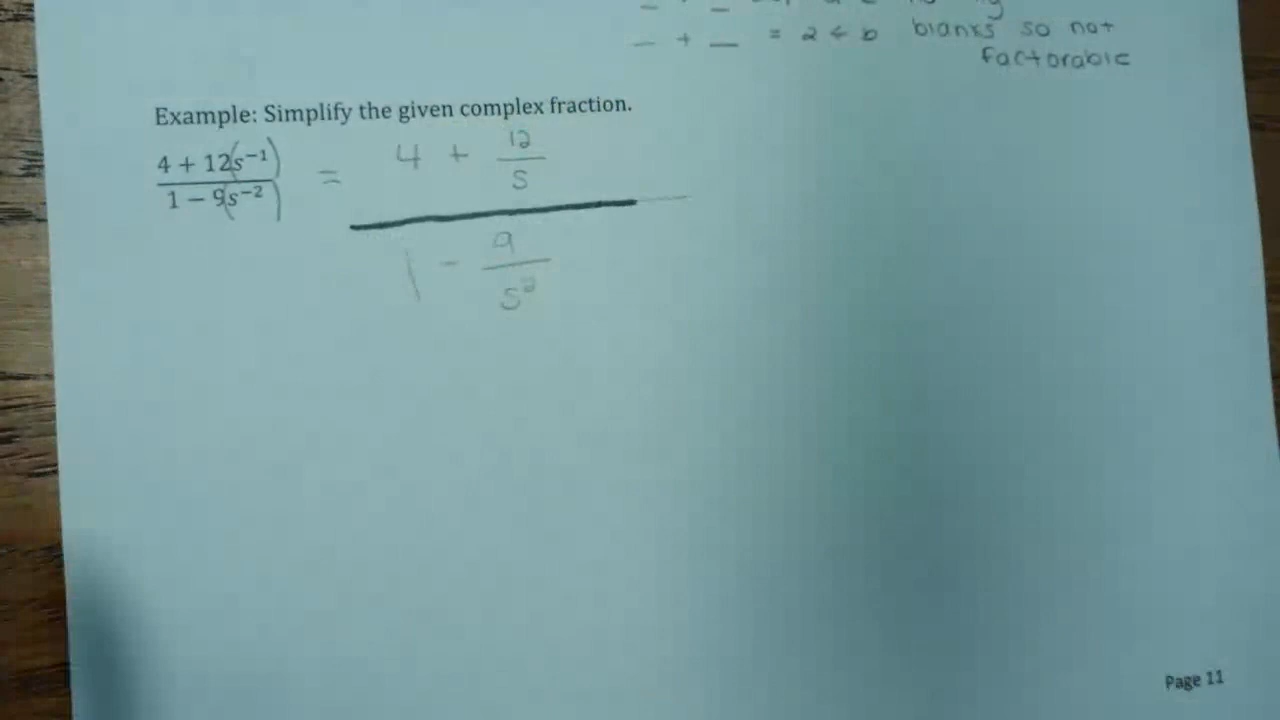 _ + _
_ + _ = 2 ← b blanks so not
factorable
Example: Simplify the given complex fraction.
4 + 12(s⁻¹) = 4 + 12/s
1 − 9(s⁻²) 1 - 9/s²
Page 11